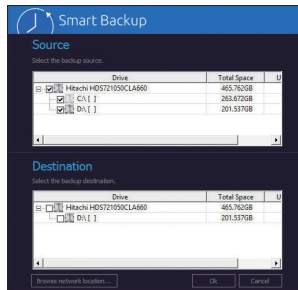 Smart Backup
Source
Select the backup source.
Drive Total Space U
Hitachi HDS721050CLA660 465.762GB
C:\ [ ] 263.672GB
D:\ [ ] 201.537GB
Destination
Select the backup destination.
Drive Total Space U
Hitachi HDS721050CLA660 465.762GB
D:\ [ ] 201.537GB
Browse network location... Ok Cancel